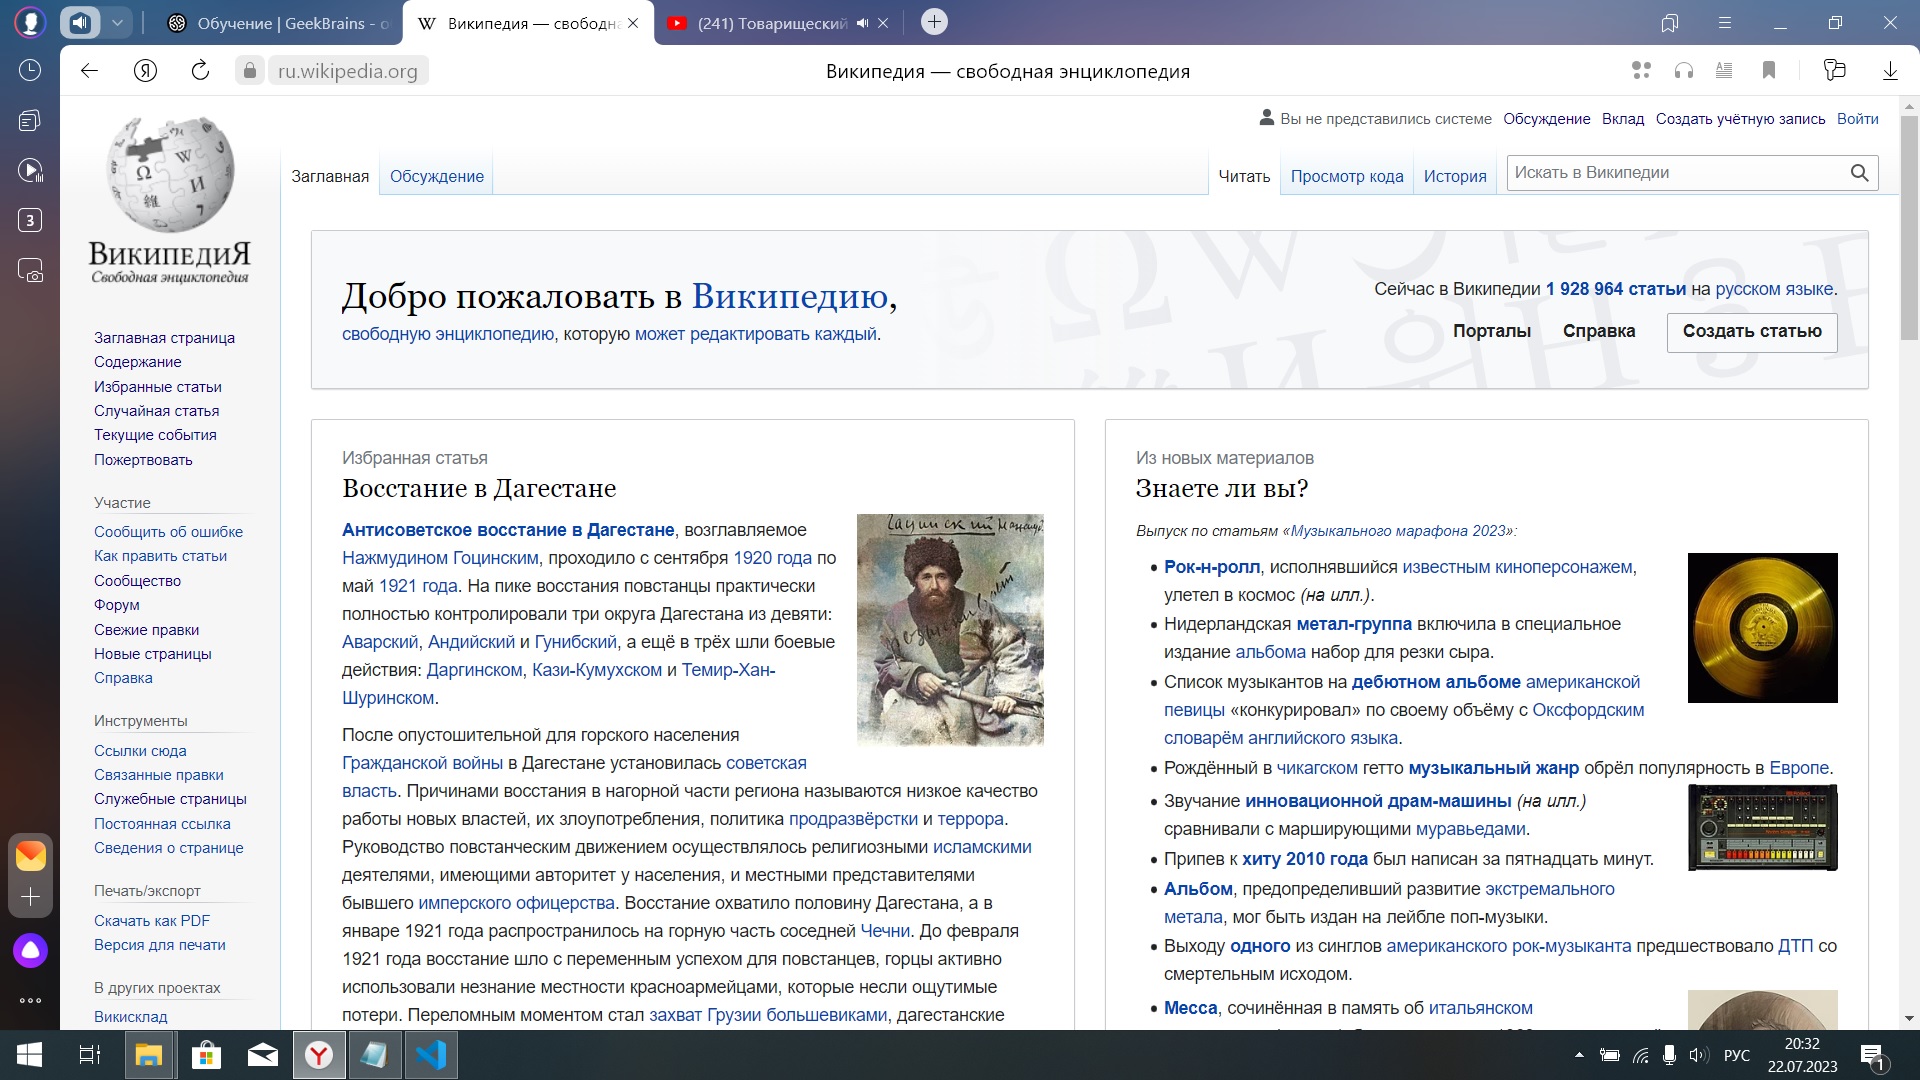 Обучение | GeekBrains - о
Википедия — свободна
(241) Товарищеский
ru.wikipedia.org
Википедия — свободная энциклопедия
3
ВикипедиЯ
Свободная энциклопедия
Вы не представились системе Обсуждение Вклад Создать учётную запись Войти
Заглавная Обсуждение
Читать Просмотр кода История
Искать в Википедии
Заглавная страница
Содержание
Избранные статьи
Случайная статья
Текущие события
Пожертвовать
Участие
Сообщить об ошибке
Как править статьи
Сообщество
Форум
Свежие правки
Новые страницы
Справка
Инструменты
Ссылки сюда
Связанные правки
Служебные страницы
Постоянная ссылка
Сведения о странице
Печать/экспорт
Скачать как PDF
Версия для печати
В других проектах
Викисклад
Добро пожаловать в Википедию,
свободную энциклопедию, которую может редактировать каждый.
Сейчас в Википедии 1 928 964 статьи на русском языке.
Порталы Справка Создать статью
Избранная статья
Восстание в Дагестане
Антисоветское восстание в Дагестане, возглавляемое
Нажмудином Гоцинским, проходило с сентября 1920 года по
май 1921 года. На пике восстания повстанцы практически
полностью контролировали три округа Дагестана из девяти:
Аварский, Андийский и Гунибский, а ещё в трёх шли боевые
действия: Даргинском, Кази-Кумухском и Темир-Хан-
Шуринском.
После опустошительной для горского населения
Гражданской войны в Дагестане установилась советская
власть. Причинами восстания в нагорной части региона называются низкое качество
работы новых властей, их злоупотребления, политика продразвёрстки и террора.
Руководство повстанческим движением осуществлялось религиозными исламскими
деятелями, имеющими авторитет у населения, и местными представителями
бывшего имперского офицерства. Восстание охватило половину Дагестана, а в
январе 1921 года распространилось на горную часть соседней Чечни. До февраля
1921 года восстание шло с переменным успехом для повстанцев, горцы активно
использовали незнание местности красноармейцами, которые несли ощутимые
потери. Переломным моментом стал захват Грузии большевиками, дагестанские
Из новых материалов
Знаете ли вы?
Выпуск по статьям «Музыкального марафона 2023»:
Рок-н-ролл, исполнявшийся известным киноперсонажем,
улетел в космос (на илл.).
Нидерландская метал-группа включила в специальное
издание альбома набор для резки сыра.
Список музыкантов на дебютном альбоме американской
певицы «конкурировал» по своему объёму с Оксфордским
словарём английского языка.
Рождённый в чикагском гетто музыкальный жанр обрёл популярность в Европе.
Звучание инновационной драм-машины (на илл.)
сравнивали с марширующими муравьедами.
Припев к хиту 2010 года был написан за пятнадцать минут.
Альбом, предопределивший развитие экстремального
метала, мог быть издан на лейбле поп-музыки.
Выходу одного из синглов американского рок-музыканта предшествовало ДТП со
смертельным исходом.
Месса, сочинённая в память об итальянском
РУС
20:32
22.07.2023
1